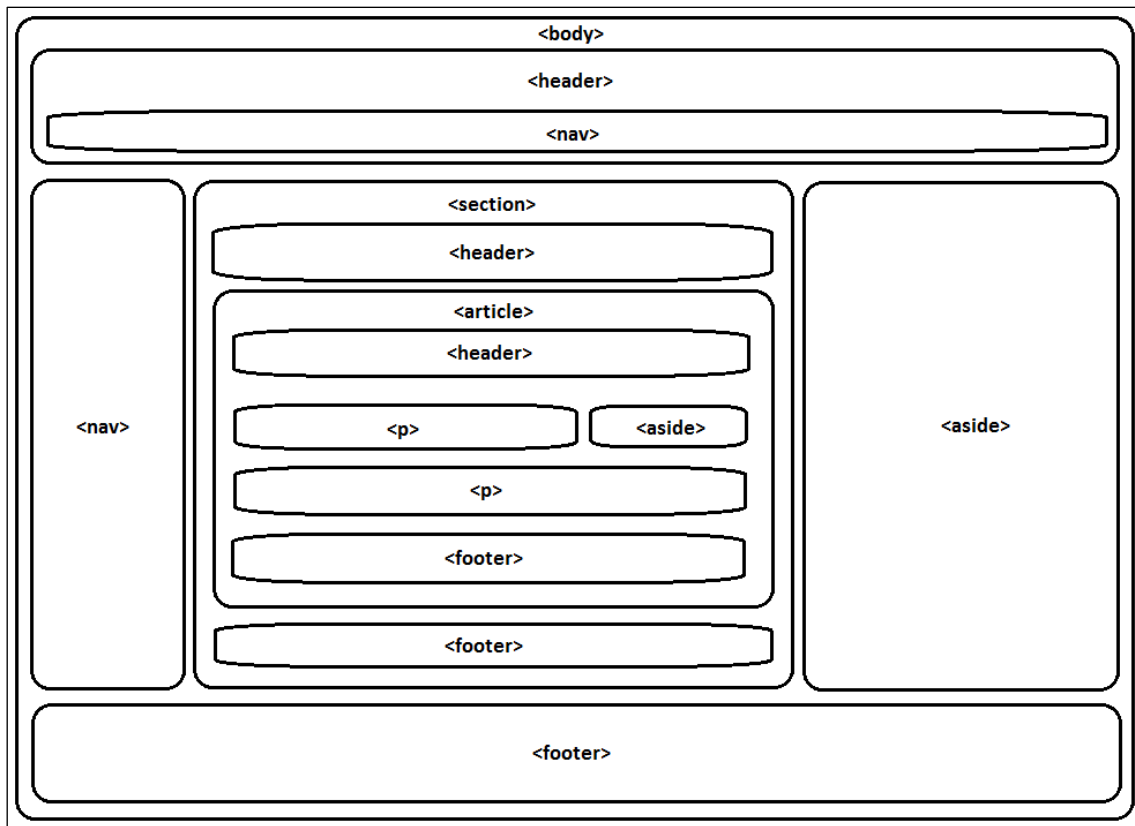 <body>
<header>
<nav>
<nav>
<section>
<header>
<article>
<header>
<p>
<aside>
<p>
<footer>
<footer>
<aside>
<footer>